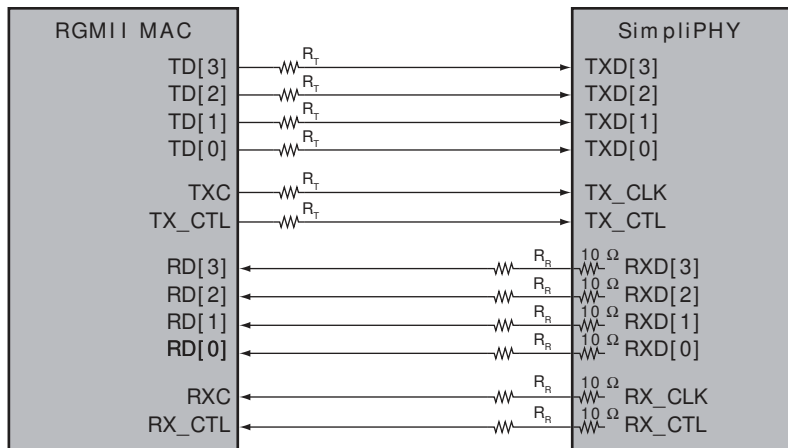 RGMII MAC SimpliPHY
TD[3] R_T TXD[3]
TD[2] R_T TXD[2]
TD[1] R_T TXD[1]
TD[0] R_T TXD[0]
TXC R_T TX_CLK
TX_CTL R_T TX_CTL
RD[3] R_R 10 Ω RXD[3]
RD[2] R_R 10 Ω RXD[2]
RD[1] R_R 10 Ω RXD[1]
RD[0] R_R 10 Ω RXD[0]
RXC R_R 10 Ω RX_CLK
RX_CTL R_R 10 Ω RX_CTL